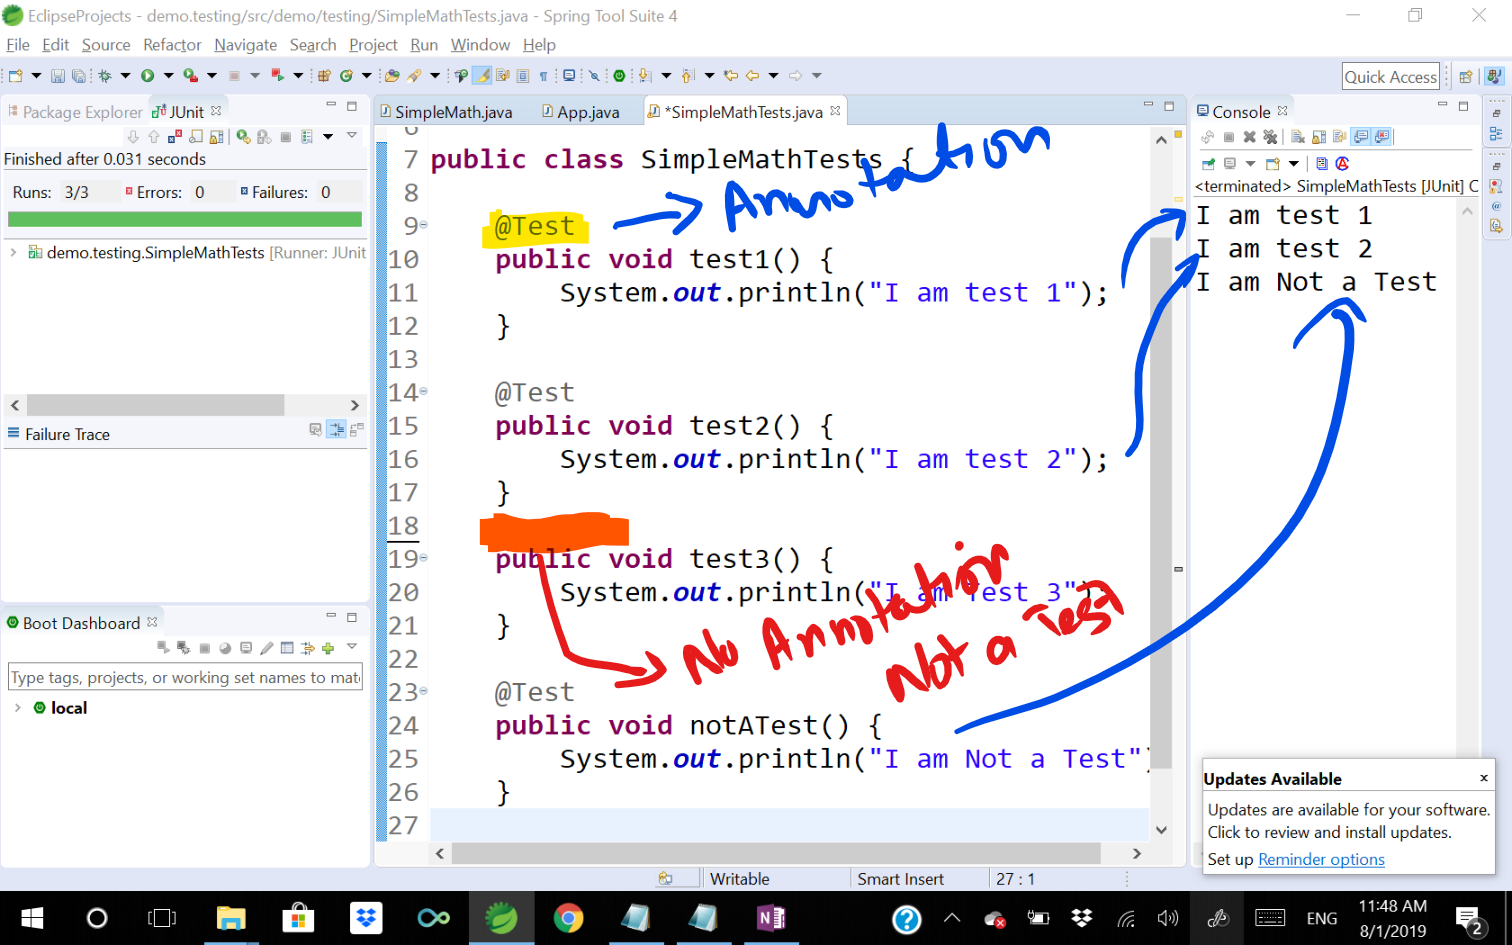 EclipseProjects - demo.testing/src/demo/testing/SimpleMathTests.java - Spring Tool Suite 4
File Edit Source Refactor Navigate Search Project Run Window Help
Quick Access
Package Explorer JUnit
Finished after 0.031 seconds
Runs: 3/3 Errors: 0 Failures: 0
demo.testing.SimpleMathTests [Runner: JUnit
Failure Trace
Boot Dashboard
Type tags, projects, or working set names to mat
local
SimpleMath.java App.java *SimpleMathTests.java
7 public class SimpleMathTests {
8
Annotation
9 @Test
10 public void test1() {
11 System.out.println("I am test 1");
12 }
13
14 @Test
15 public void test2() {
16 System.out.println("I am test 2");
17 }
18
19 public void test3() {
20 System.out.println("I am Test 3")
21 }
No Annotation
Not a Test
22
23 @Test
24 public void notATest() {
25 System.out.println("I am Not a Test")
26 }
27
Console
<terminated> SimpleMathTests [JUnit] C
I am test 1
I am test 2
I am Not a Test
Updates Available x
Updates are available for your software.
Click to review and install updates.
Set up Reminder options
Writable Smart Insert 27 : 1
N
ENG
11:48 AM
8/1/2019
2